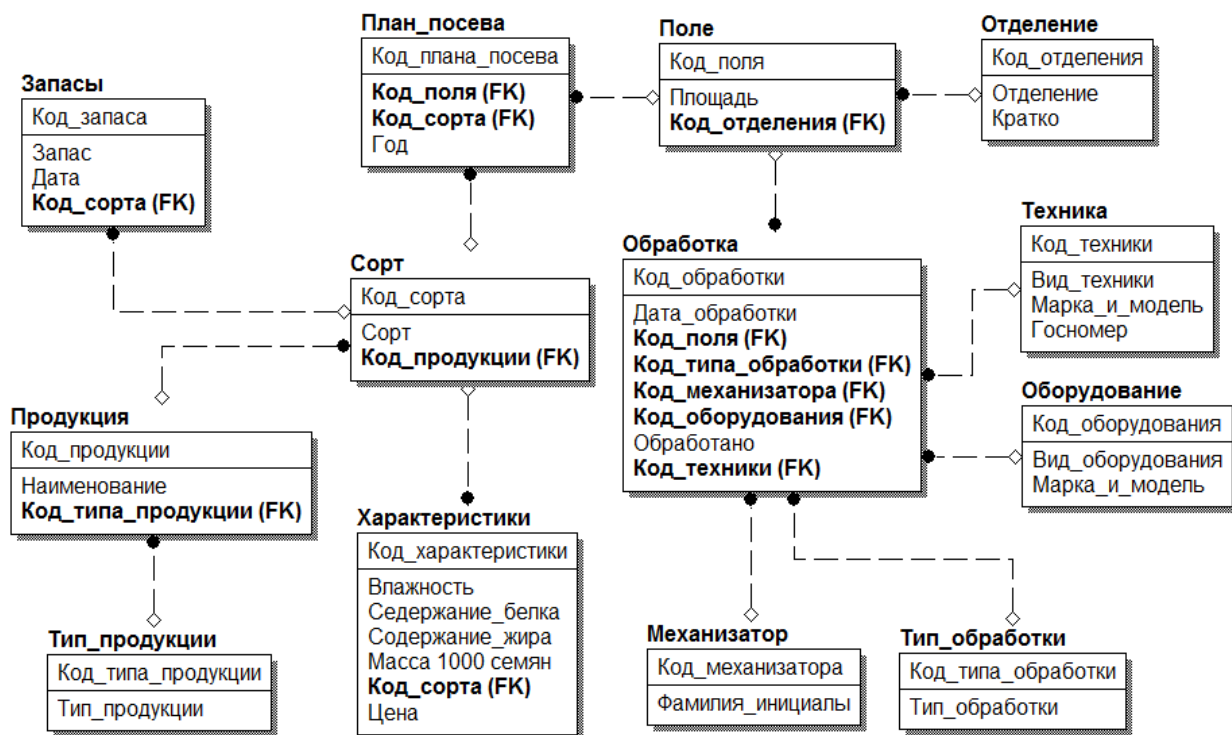 План_посева
Код_плана_посева
Код_поля (FK)
Код_сорта (FK)
Год
Поле
Код_поля
Площадь
Код_отделения (FK)
Отделение
Код_отделения
Отделение
Кратко
Запасы
Код_запаса
Запас
Дата
Код_сорта (FK)
Сорт
Код_сорта
Сорт
Код_продукции (FK)
Обработка
Код_обработки
Дата_обработки
Код_поля (FK)
Код_типа_обработки (FK)
Код_механизатора (FK)
Код_оборудования (FK)
Обработано
Код_техники (FK)
Техника
Код_техники
Вид_техники
Марка_и_модель
Госномер
Оборудование
Код_оборудования
Вид_оборудования
Марка_и_модель
Продукция
Код_продукции
Наименование
Код_типа_продукции (FK)
Характеристики
Код_характеристики
Влажность
Седержание_белка
Содержание_жира
Масса 1000 семян
Код_сорта (FK)
Цена
Тип_продукции
Код_типа_продукции
Тип_продукции
Механизатор
Код_механизатора
Фамилия_инициалы
Тип_обработки
Код_типа_обработки
Тип_обработки